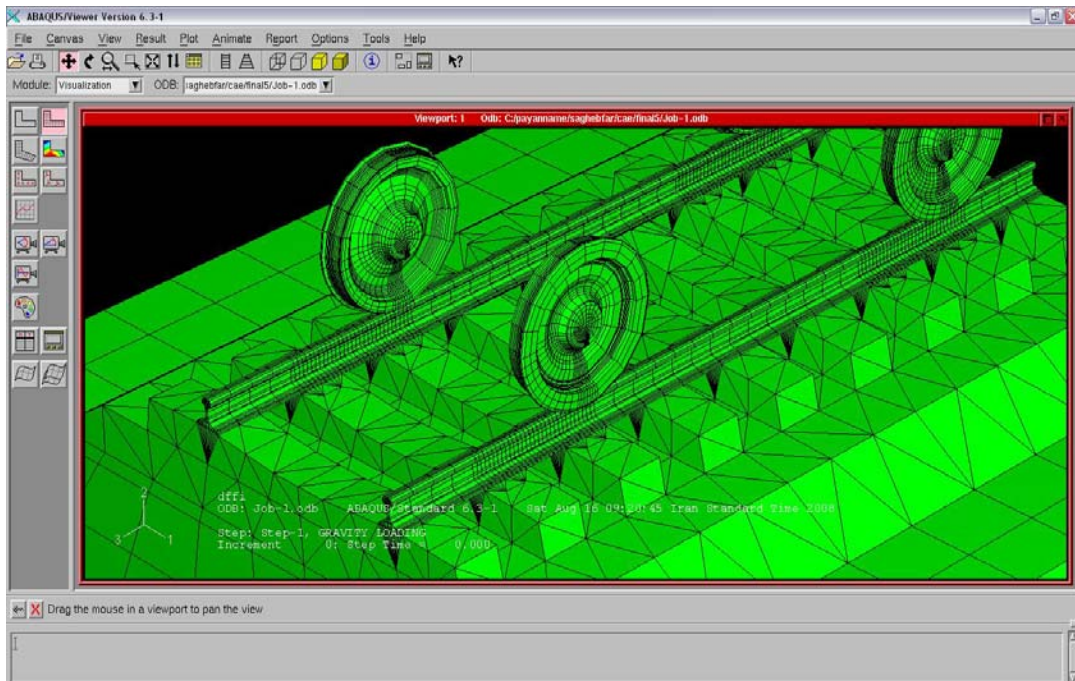 ABAQUS/Viewer Version 6.3-1
File Canvas View Result Plot Animate Report Options Tools Help
Module: Visualization ODB: saghebfar/cae/final5/Job-1.odb
Viewport: 1 Odb: C:/payanname/saghebfar/cae/final5/Job-1.odb
2
3
1
dffi
ODB: Job-1.odb ABAQUS/Standard 6.3-1 Sat Aug 16 09:20:45 Iran Standard Time 2008
Step: Step-1, GRAVITY LOADING
Increment 0: Step Time = 0.000
Drag the mouse in a viewport to pan the view